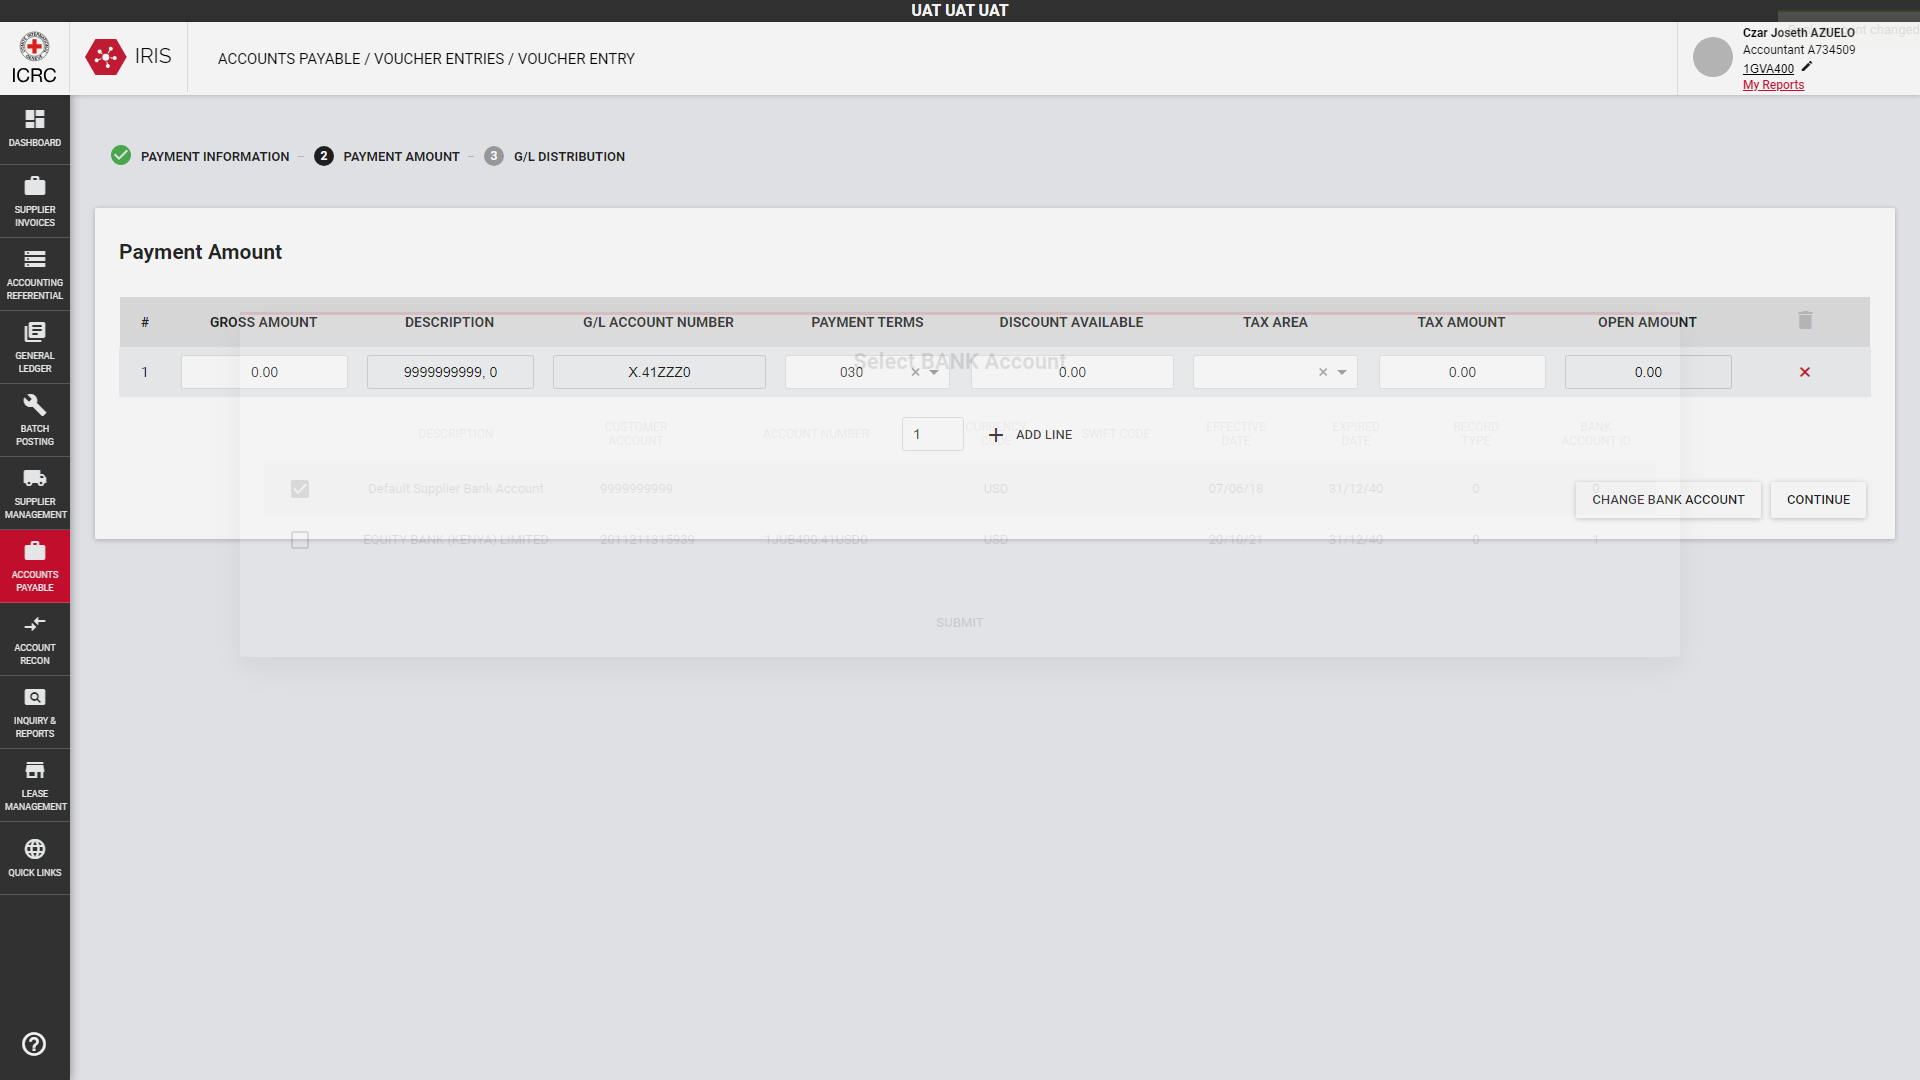 UAT UAT UAT
ICRC
IRIS
ACCOUNTS PAYABLE / VOUCHER ENTRIES / VOUCHER ENTRY
Czar Joseth AZUELO
nt changed
Accountant A734509
1GVA400
My Reports
DASHBOARD
SUPPLIER
INVOICES
ACCOUNTING
REFERENTIAL
GENERAL
LEDGER
BATCH
POSTING
SUPPLIER
MANAGEMENT
ACCOUNTS
PAYABLE
ACCOUNT
RECON
INQUIRY &
REPORTS
LEASE
MANAGEMENT
QUICK LINKS
PAYMENT INFORMATION
2 PAYMENT AMOUNT
3 G/L DISTRIBUTION
Payment Amount
# GROSS AMOUNT DESCRIPTION G/L ACCOUNT NUMBER PAYMENT TERMS DISCOUNT AVAILABLE TAX AREA TAX AMOUNT OPEN AMOUNT
1 0.00 9999999999, 0 X.41ZZZ0 030 0.00 0.00 0.00
1 ADD LINE
CHANGE BANK ACCOUNT CONTINUE
Select BANK Account
DESCRIPTION CUSTOMER ACCOUNT ACCOUNT NUMBER CURRENCY SWIFT CODE EFFECTIVE DATE EXPIRED DATE RECORD TYPE BANK ACCOUNT ID
Default Supplier Bank Account 9999999999 USD 07/06/18 31/12/40 0 0
EQUITY BANK (KENYA) LIMITED 2011211315939 1JUB400.41USD0 USD 20/10/21 31/12/40 0 1
SUBMIT